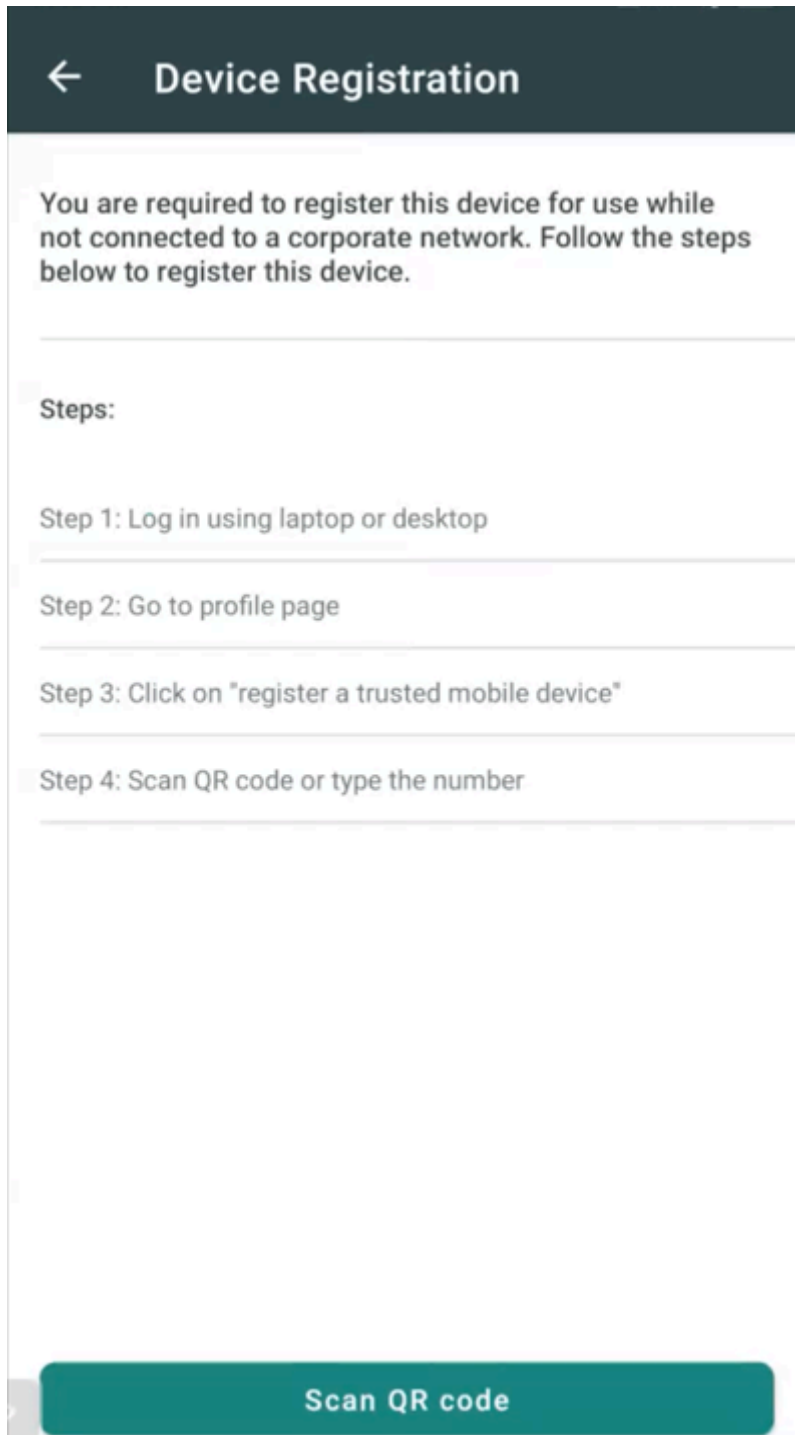 Device Registration
You are required to register this device for use while
not connected to a corporate network. Follow the steps
below to register this device.
Steps:
Step 1: Log in using laptop or desktop
Step 2: Go to profile page
Step 3: Click on "register a trusted mobile device"
Step 4: Scan QR code or type the number
Scan QR code